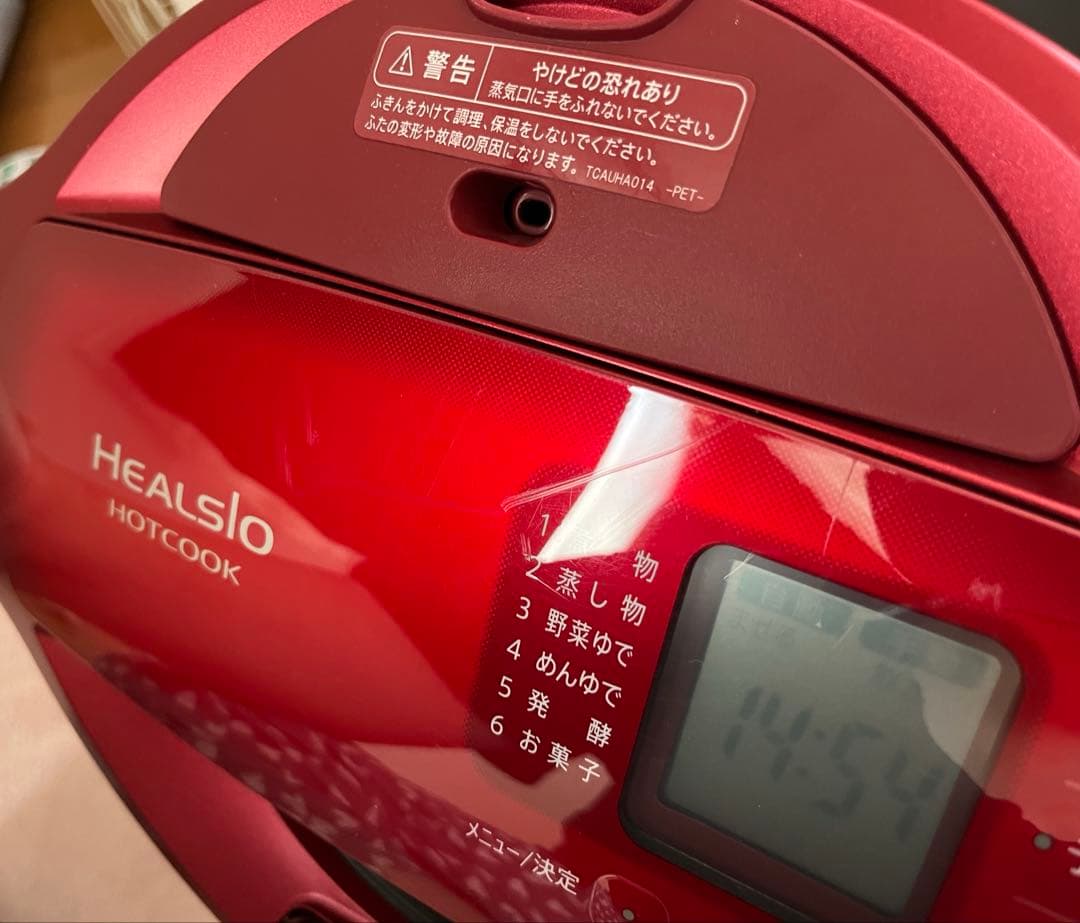 警告
やけどの恐れあり
蒸気口に手をふれないでください。
ふきんをかけて調理、保温をしないでください。
ふたの変形や故障の原因になります。TCAUHA014 -PET-
HEALSIO
HOTCOOK
1 物
2 蒸し物
3 野菜ゆで
4 めんゆで
5 発酵
6 お菓子
14:54
メニュー/決定